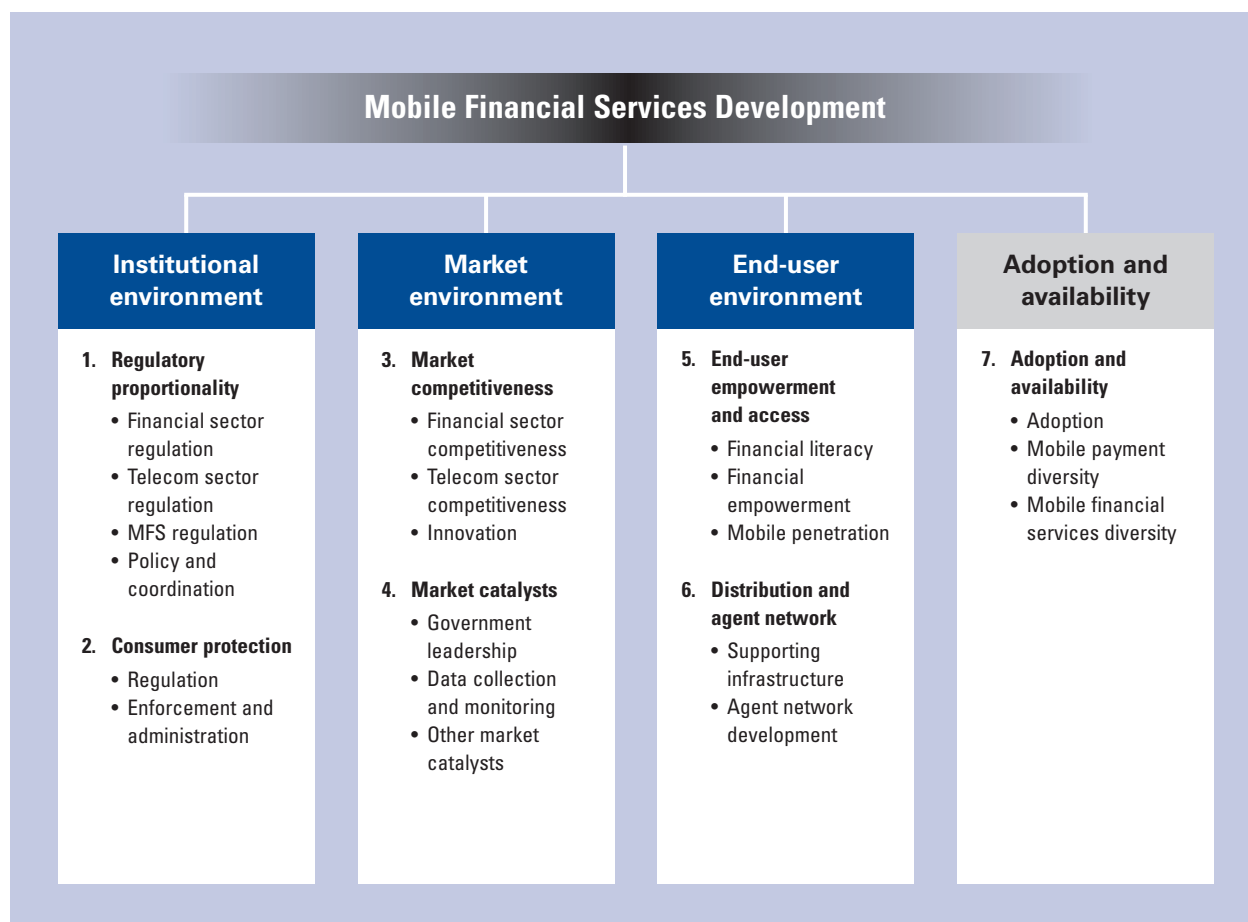 Mobile Financial Services Development
Institutional
environment
1. Regulatory
proportionality
• Financial sector
regulation
• Telecom sector
regulation
• MFS regulation
• Policy and
coordination
2. Consumer protection
• Regulation
• Enforcement and
administration
Market
environment
3. Market
competitiveness
• Financial sector
competitiveness
• Telecom sector
competitiveness
• Innovation
4. Market catalysts
• Government
leadership
• Data collection
and monitoring
• Other market
catalysts
End-user
environment
5. End-user
empowerment
and access
• Financial literacy
• Financial
empowerment
• Mobile penetration
6. Distribution and
agent network
• Supporting
infrastructure
• Agent network
development
Adoption and
availability
7. Adoption and
availability
• Adoption
• Mobile payment
diversity
• Mobile financial
services diversity